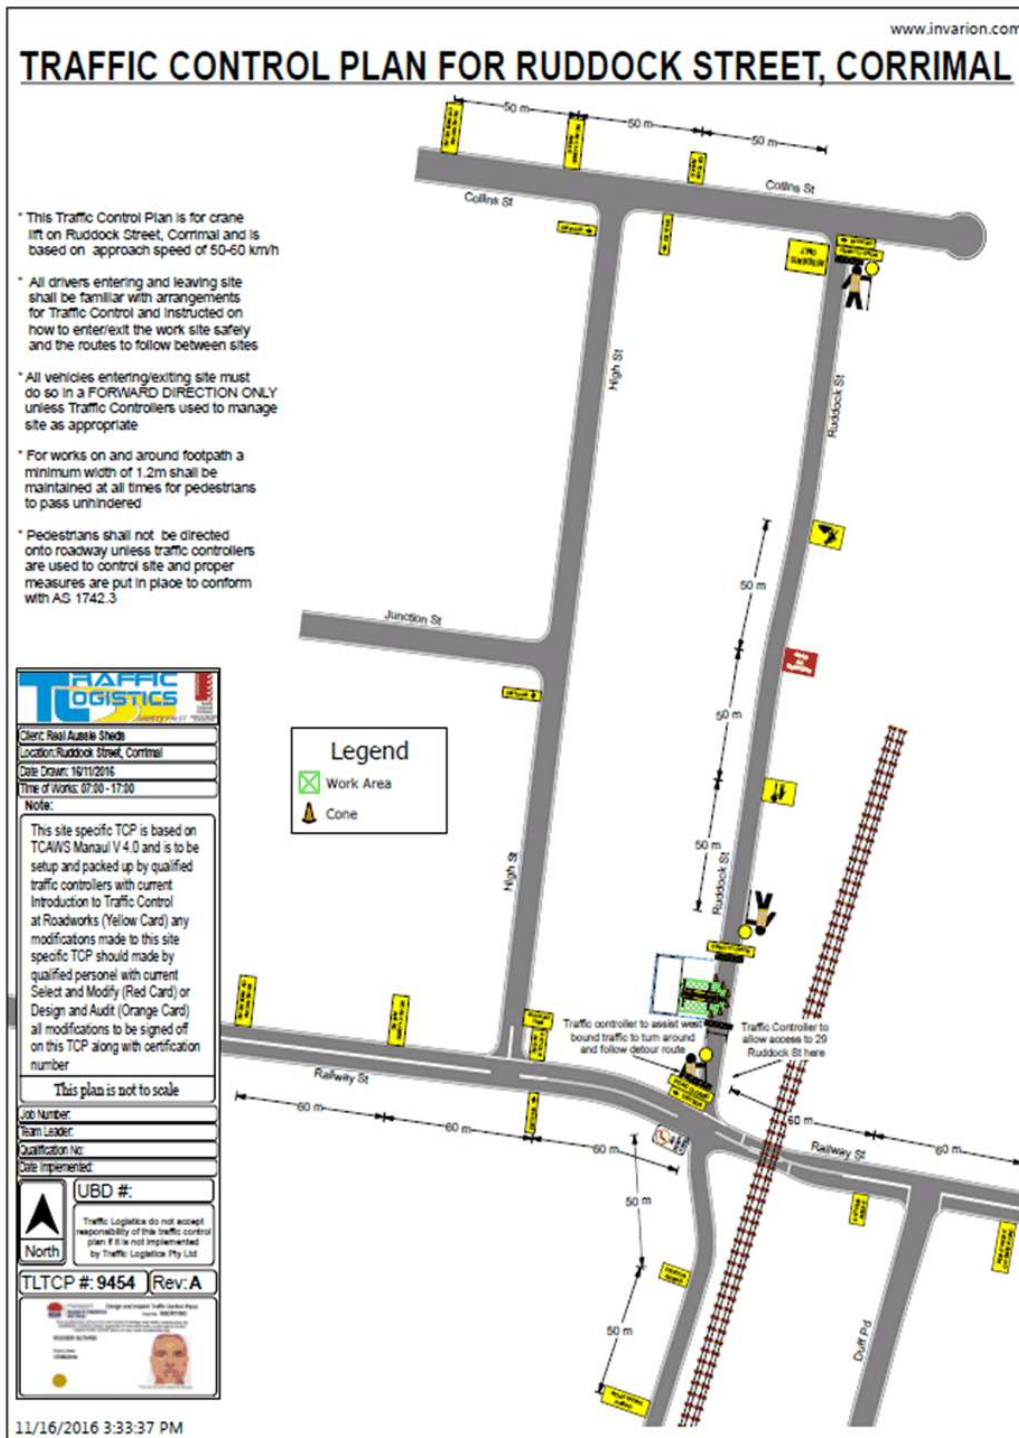 www.invarion.com
TRAFFIC CONTROL PLAN FOR RUDDOCK STREET, CORRIMAL
50 m
50 m
50 m
Collins St
Collins St
* This Traffic Control Plan is for crane
lift on Ruddock Street, Corrimal and is
based on approach speed of 50-60 km/h
* All drivers entering and leaving site
shall be familiar with arrangements
for Traffic Control and instructed on
how to enter/exit the work site safely
and the routes to follow between sites
* All vehicles entering/exiting site must
do so in a FORWARD DIRECTION ONLY
unless Traffic Controllers used to manage
site as appropriate
* For works on and around footpath a
minimum width of 1.2m shall be
maintained at all times for pedestrians
to pass unhindered
* Pedestrians shall not be directed
onto roadway unless traffic controllers
are used to control site and proper
measures are put in place to conform
with AS 1742.3
RESIDENTS
ONLY
High St
Ruddock St
50 m
Junction St
50 m
50 m
Ruddock St
High St
TRAFFIC
LOGISTICS
Client: Real Aussie Sheds
Location: Ruddock Street, Corrimal
Date Drawn: 16/11/2016
Time of Works: 07:00 - 17:00
Note:
This site specific TCP is based on
TCAWS Manaul V 4.0 and is to be
setup and packed up by qualified
traffic controllers with current
Introduction to Traffic Control
at Roadworks (Yellow Card) any
modifications made to this site
specific TCP should made by
qualified personel with current
Select and Modify (Red Card) or
Design and Audit (Orange Card)
all modifications to be signed off
on this TCP along with certification
number
This plan is not to scale
Job Number:
Team Leader:
Qualification No:
Date Implemented:
North
UBD #:
Traffic Logistics do not accept
responsibility of this traffic control
plan if it is not implemented
by Traffic Logistics Pty Ltd
TLTCP #: 9454
Rev: A
Legend
Work Area
Cone
Traffic controller to assist west
bound traffic to turn around
and follow detour route
Traffic Controller to
allow access to 29
Ruddock St here
Railway St
60 m
60 m
60 m
60 m
60 m
Railway St
50 m
50 m
Duff Pd
11/16/2016 3:33:37 PM